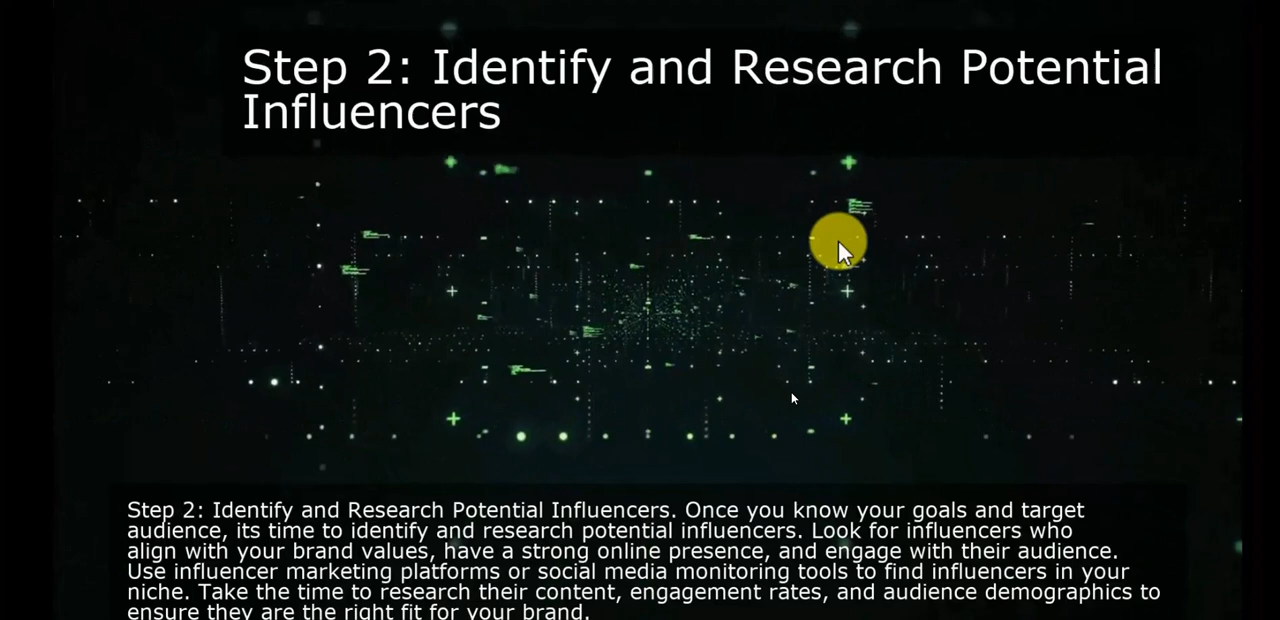 Step 2: Identify and Research Potential
Influencers
Step 2: Identify and Research Potential Influencers. Once you know your goals and target
audience, its time to identify and research potential influencers. Look for influencers who
align with your brand values, have a strong online presence, and engage with their audience.
Use influencer marketing platforms or social media monitoring tools to find influencers in your
niche. Take the time to research their content, engagement rates, and audience demographics to
ensure they are the right fit for your brand.